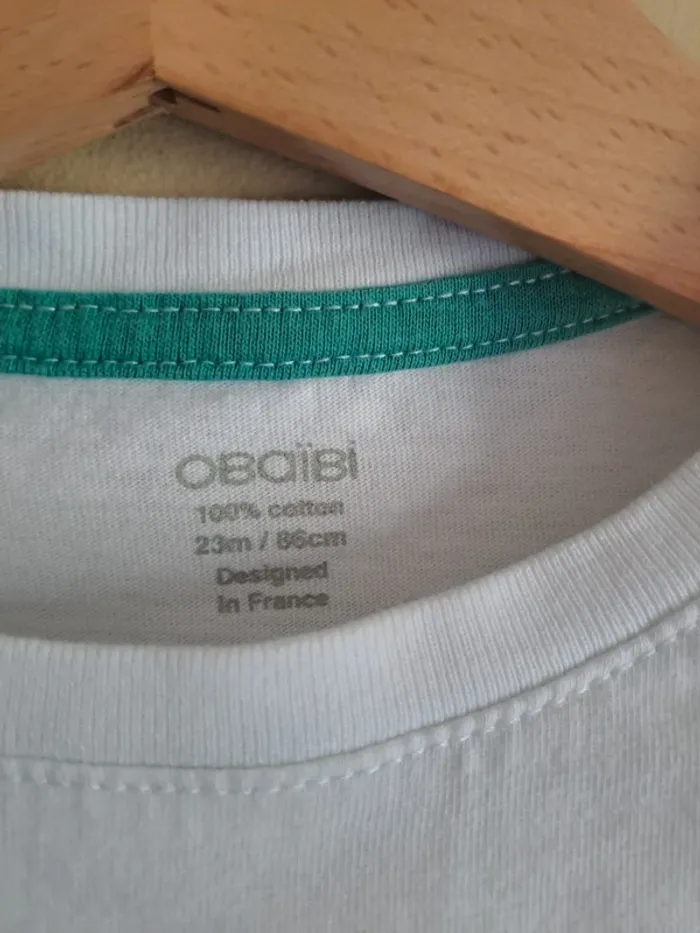 OBAÏBI
100% cotton
23m / 86cm
Designed
in France